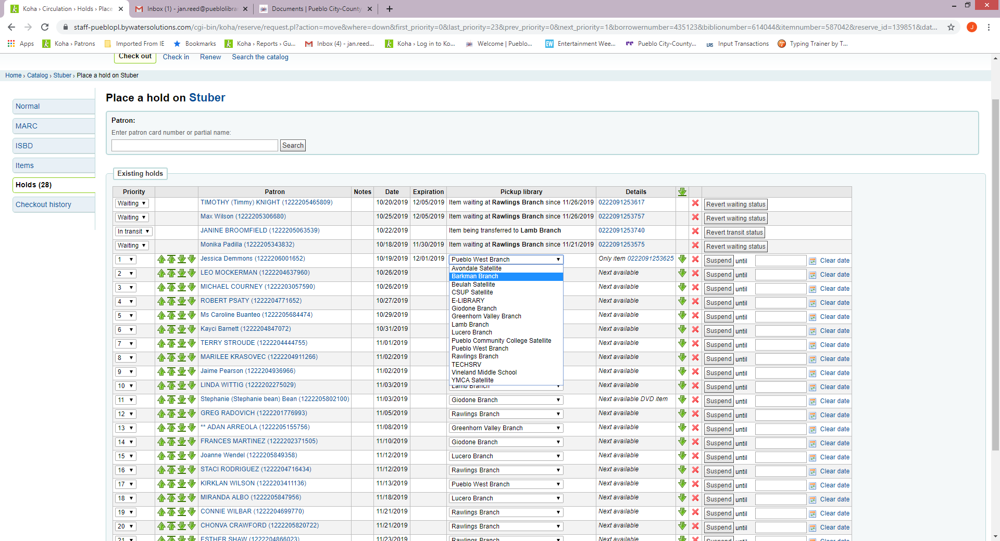 Koha › Circulation › Holds › Place
Inbox (1) - jan.reed@pueblolibra
Documents | Pueblo City-County
staff-pueblopl.bywatersolutions.com/cgi-bin/koha/reserve/request.pl?action=move&where=down&first_priority=0&last_priority=23&prev_priority=0&next_priority=1&borrowernumber=435123&biblionumber=614044&itemnumber=587042&reserve_id=139851&dat...
J
Apps Koha › Patrons Imported From IE Bookmarks Koha › Reports › Gu... Inbox (4) - jan.reed... Koha › Log in to Ko... Welcome | Pueblo... EW Entertainment Wee... Pueblo City-County... LRS Input Transactions Typing Trainer by T...
Check out Check in Renew Search the catalog
Home › Catalog › Stuber › Place a hold on Stuber
Normal
MARC
ISBD
Items
Holds (28)
Checkout history
Place a hold on Stuber
Patron:
Enter patron card number or partial name:
Search
Existing holds
Priority Patron Notes Date Expiration Pickup library Details
Waiting TIMOTHY (Timmy) KNIGHT (1222205465809) 10/20/2019 12/05/2019 Item waiting at Rawlings Branch since 11/26/2019 0222091253617 Revert waiting status
Waiting Max Wilson (1222205306680) 10/25/2019 12/05/2019 Item waiting at Rawlings Branch since 11/26/2019 0222091253757 Revert waiting status
In transit JANINE BROOMFIELD (1222205063539) 10/22/2019 Item being transferred to Lamb Branch 0222091253740 Revert transit status
Waiting Monika Padilla (1222205343832) 10/18/2019 11/30/2019 Item waiting at Rawlings Branch since 11/21/2019 0222091253575 Revert waiting status
1 Jessica Demmons (1222206001652) 10/19/2019 12/01/2019 Pueblo West Branch Only item 0222091253625 Suspend until Clear date
Avondale Satellite
Barkman Branch
Beulah Satellite
CSUP Satellite
E-LIBRARY
Giodone Branch
Greenhorn Valley Branch
Lamb Branch
Lucero Branch
Pueblo Community College Satellite
Pueblo West Branch
Rawlings Branch
TECHSRV
Vineland Middle School
YMCA Satellite
2 LEO MOCKERMAN (1222204637960) 10/26/2019 Next available Suspend until Clear date
3 MICHAEL COURNEY (1222203057590) 10/26/2019 Next available Suspend until Clear date
4 ROBERT PSATY (1222204771652) 10/27/2019 Next available Suspend until Clear date
5 Ms Caroline Buanteo (1222205684474) 10/29/2019 Next available Suspend until Clear date
6 Kayci Barnett (1222204847072) 10/31/2019 Next available Suspend until Clear date
7 TERRY STROUDE (1222204444755) 11/01/2019 Next available Suspend until Clear date
8 MARILEE KRASOVEC (1222204911266) 11/02/2019 Next available Suspend until Clear date
9 Jaime Pearson (1222204936966) 11/02/2019 Next available Suspend until Clear date
10 LINDA WITTIG (1222202275029) 11/03/2019 Lamb Branch Next available Suspend until Clear date
11 Stephanie (Stephanie bean) Bean (1222205802100) 11/03/2019 Giodone Branch Next available DVD item Suspend until Clear date
12 GREG RADOVICH (1222201776993) 11/05/2019 Rawlings Branch Next available Suspend until Clear date
13 ** ADAN ARREOLA (1222205155756) 11/08/2019 Greenhorn Valley Branch Next available Suspend until Clear date
14 FRANCES MARTINEZ (1222202371505) 11/10/2019 Giodone Branch Next available Suspend until Clear date
15 Joanne Wendel (1222205849358) 11/12/2019 Lucero Branch Next available Suspend until Clear date
16 STACI RODRIGUEZ (1222204716434) 11/12/2019 Rawlings Branch Next available Suspend until Clear date
17 KIRKLAN WILSON (1222203411136) 11/13/2019 Pueblo West Branch Next available Suspend until Clear date
18 MIRANDA ALBO (1222205847956) 11/18/2019 Lucero Branch Next available Suspend until Clear date
19 CONNIE WILBAR (1222204699770) 11/21/2019 Rawlings Branch Next available Suspend until Clear date
20 CHONVA CRAWFORD (1222205820722) 11/21/2019 Rawlings Branch Next available Suspend until Clear date
21 ESTHER SHAW (1222204866023) 11/23/2019 Rawlings Branch Next available Suspend until Clear date